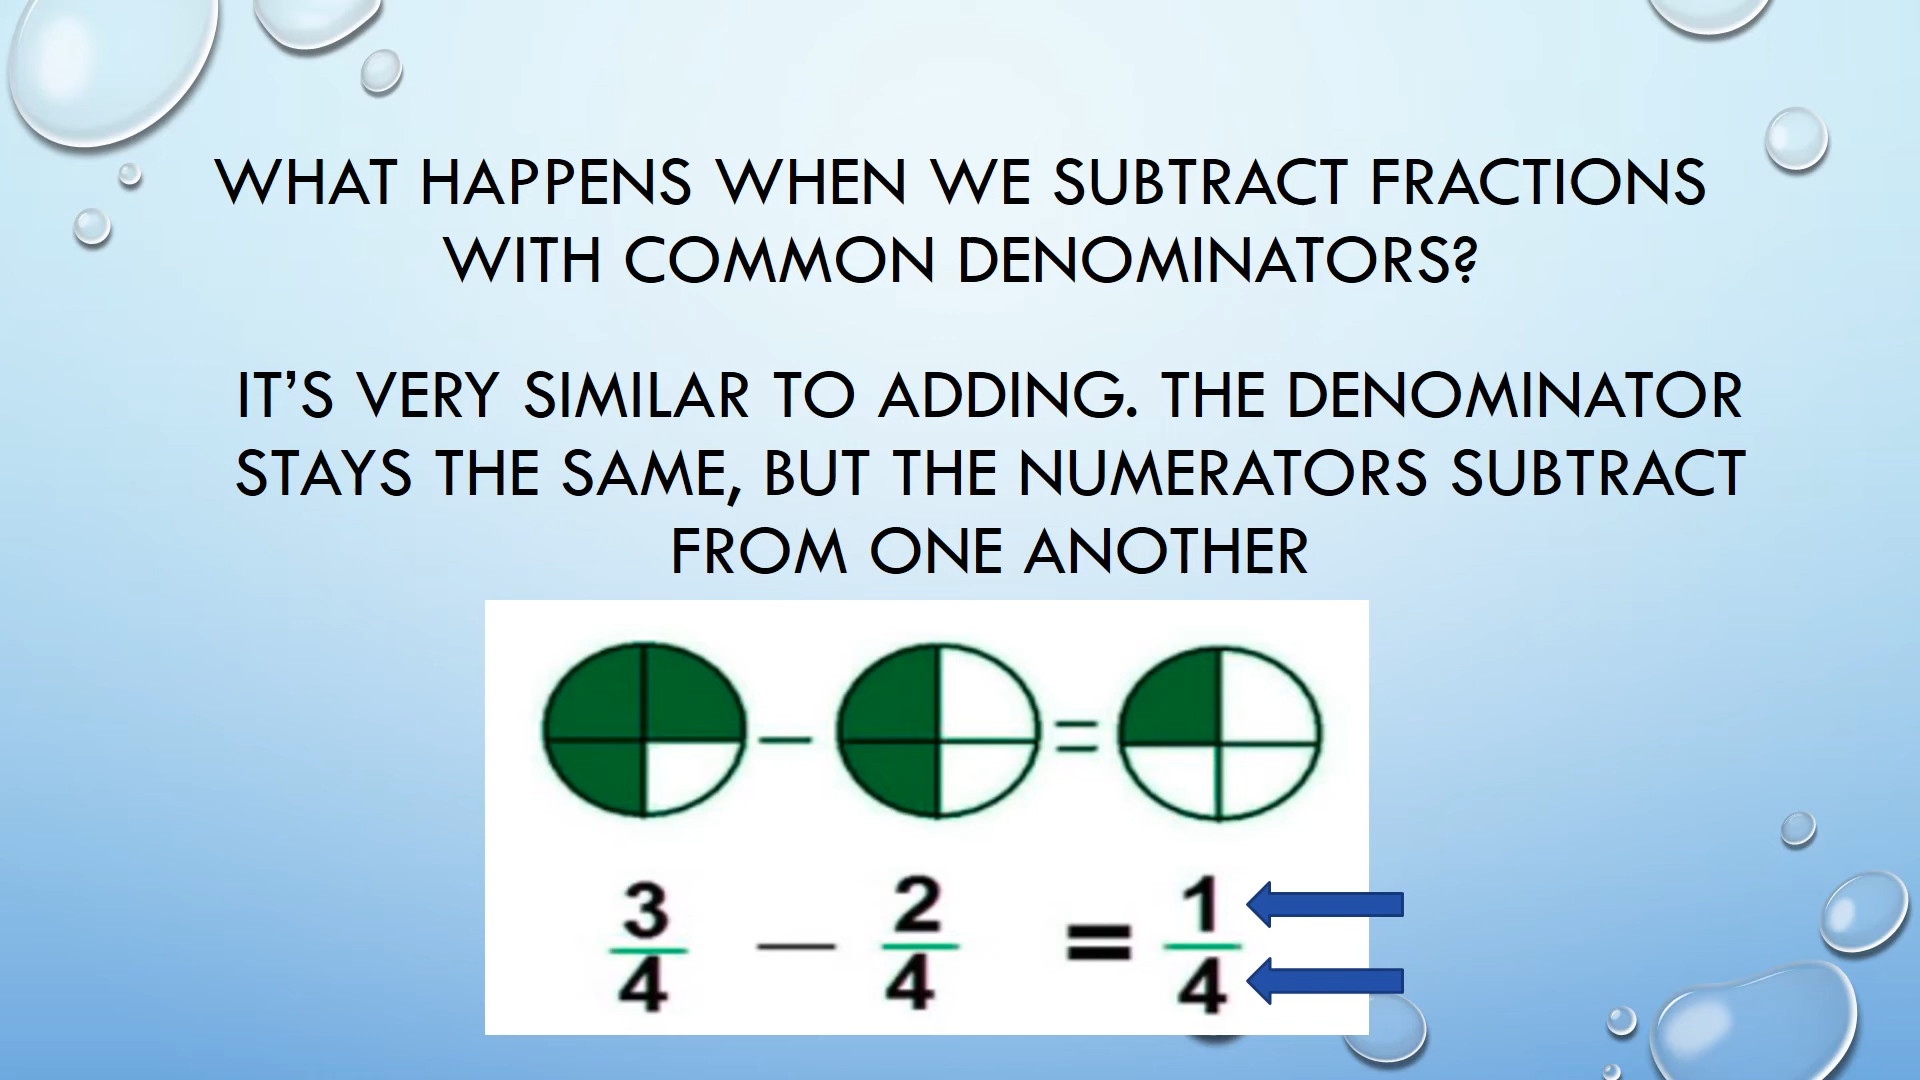 WHAT HAPPENS WHEN WE SUBTRACT FRACTIONS
WITH COMMON DENOMINATORS?
IT’S VERY SIMILAR TO ADDING. THE DENOMINATOR
STAYS THE SAME, BUT THE NUMERATORS SUBTRACT
FROM ONE ANOTHER
— =
3/4 — 2/4 = 1/4